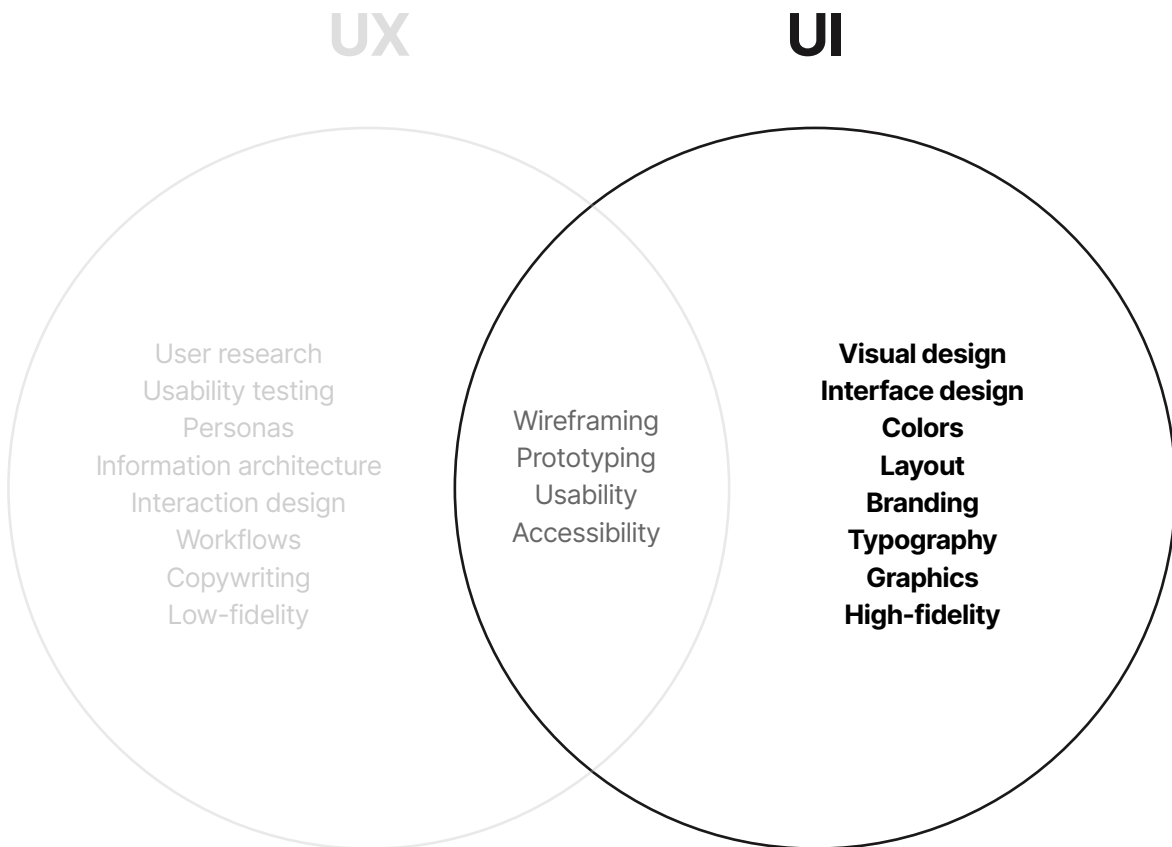 UX
UI
User research
Usability testing
Personas
Information architecture
Interaction design
Workflows
Copywriting
Low-fidelity
Wireframing
Prototyping
Usability
Accessibility
Visual design
Interface design
Colors
Layout
Branding
Typography
Graphics
High-fidelity